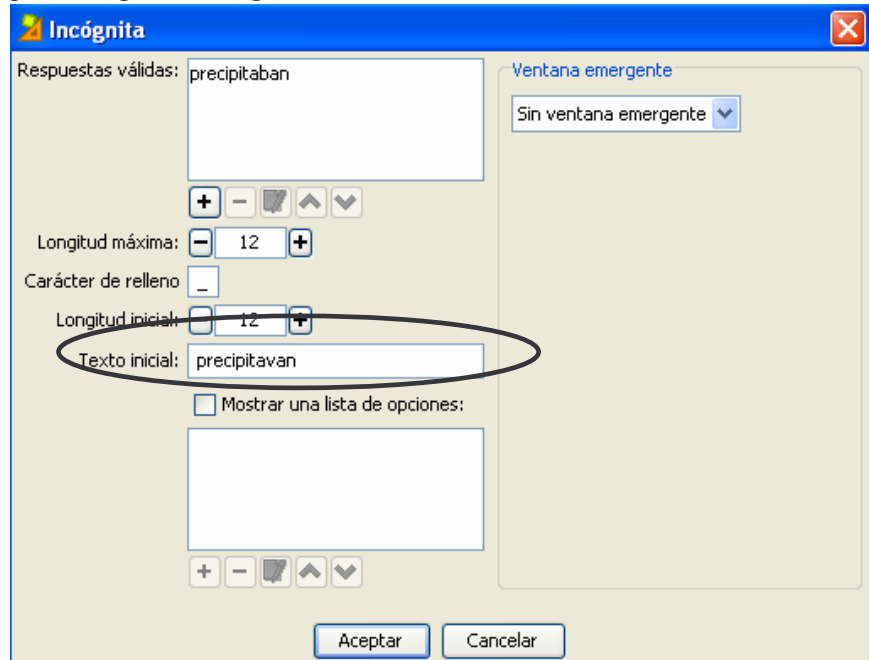 Incógnita
Respuestas válidas: precipitaban
Ventana emergente
Sin ventana emergente
Longitud máxima: 12
Carácter de relleno _
Longitud inicial: 12
Texto inicial: precipitavan
Mostrar una lista de opciones:
Aceptar Cancelar